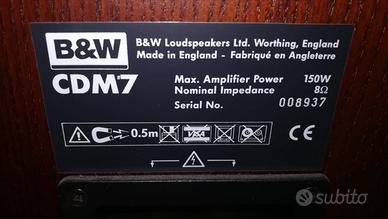 B&W
B&W Loudspeakers Ltd. Worthing, England
Made in England - Fabriqué en Angleterre
CDM7
Max. Amplifier Power 150W
Nominal Impedance 8Ω
Serial No. 008937
0.5m
VISA
CE
subito